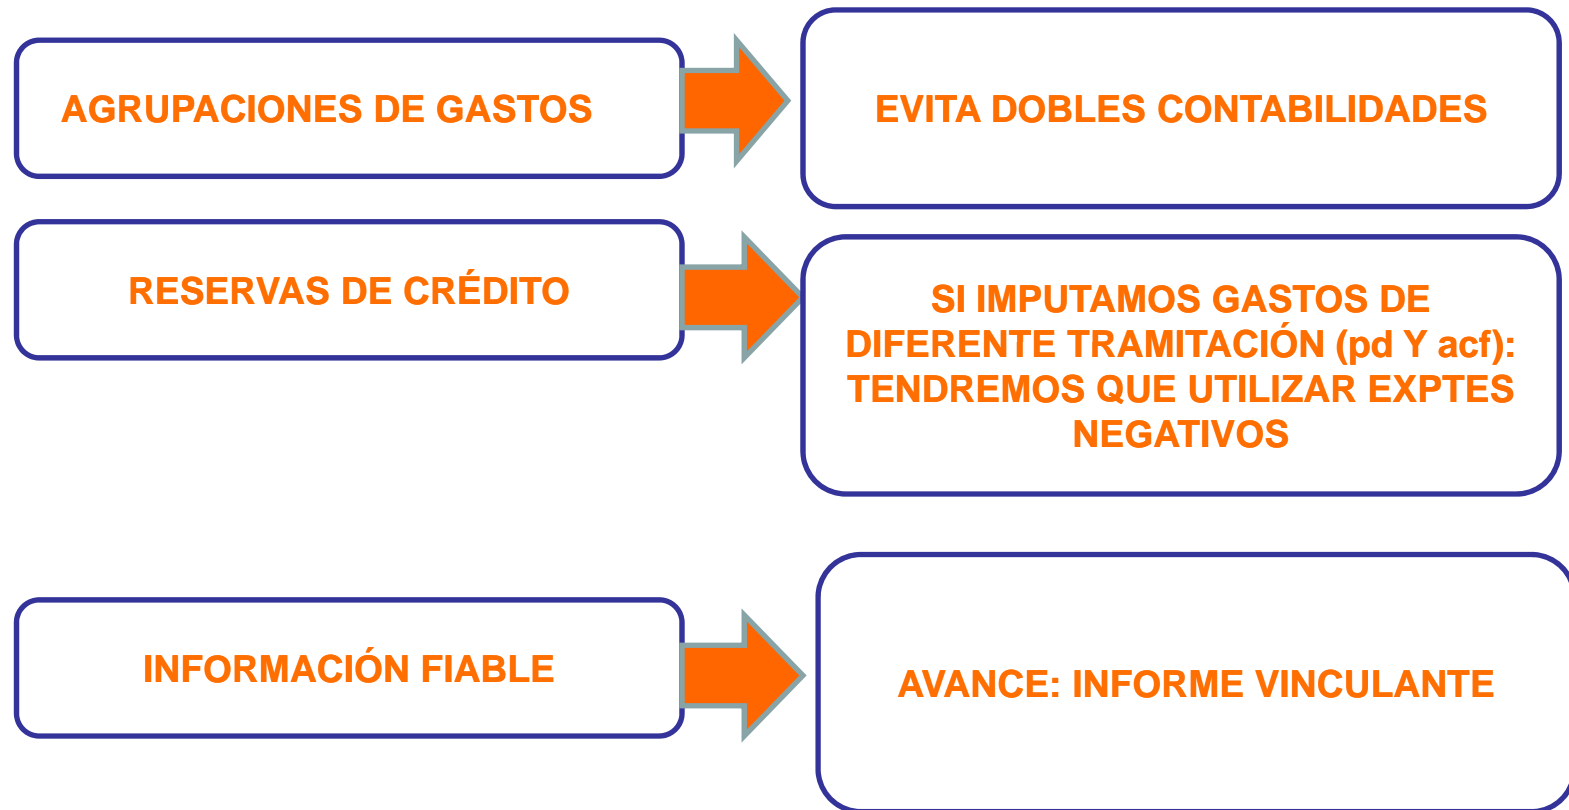 AGRUPACIONES DE GASTOS
EVITA DOBLES CONTABILIDADES
RESERVAS DE CRÉDITO
SI IMPUTAMOS GASTOS DE
DIFERENTE TRAMITACIÓN (pd Y acf):
TENDREMOS QUE UTILIZAR EXPTES
NEGATIVOS
INFORMACIÓN FIABLE
AVANCE: INFORME VINCULANTE